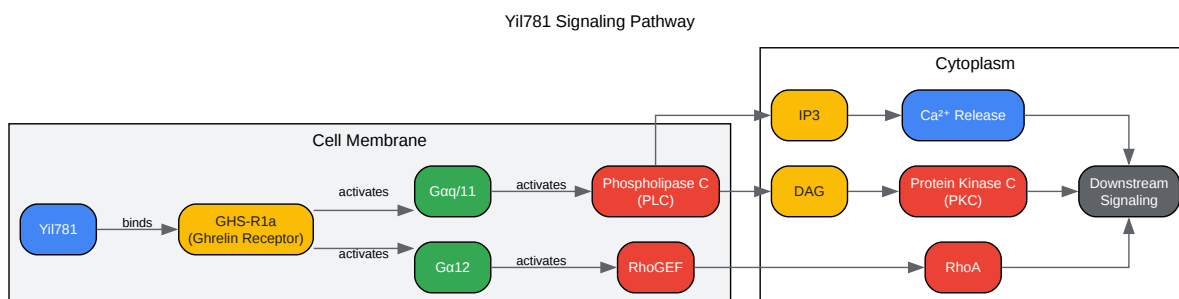 Yil781 Signaling Pathway
Cytoplasm
IP3
Ca²⁺ Release
Cell Membrane
activates
Gαq/11
activates
Phospholipase C
(PLC)
DAG
Protein Kinase C
(PKC)
Downstream
Signaling
Yil781
binds
GHS-R1a
(Ghrelin Receptor)
activates
Gα12
activates
RhoGEF
RhoA